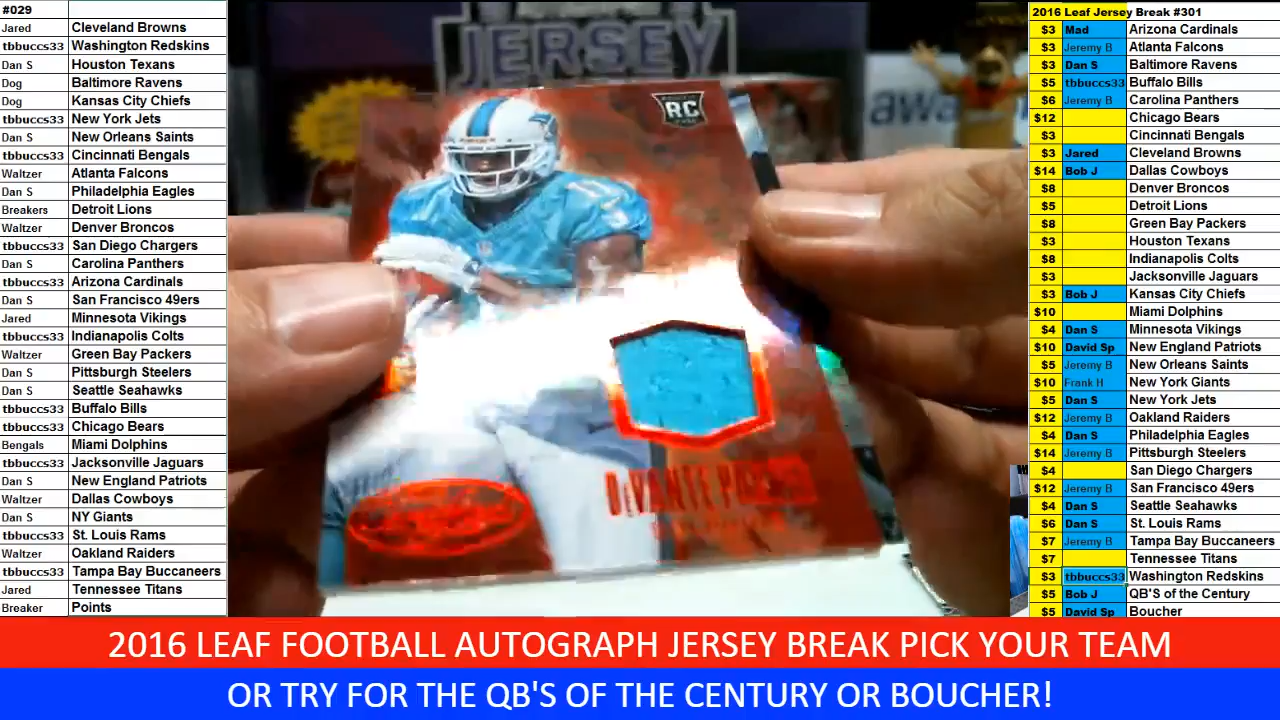 #029
Jared Cleveland Browns
tbbuccs33 Washington Redskins
Dan S Houston Texans
Dog Baltimore Ravens
Dog Kansas City Chiefs
tbbuccs33 New York Jets
Dan S New Orleans Saints
tbbuccs33 Cincinnati Bengals
Waltzer Atlanta Falcons
Dan S Philadelphia Eagles
Breakers Detroit Lions
Waltzer Denver Broncos
tbbuccs33 San Diego Chargers
Dan S Carolina Panthers
tbbuccs33 Arizona Cardinals
Dan S San Francisco 49ers
Jared Minnesota Vikings
tbbuccs33 Indianapolis Colts
Waltzer Green Bay Packers
Dan S Pittsburgh Steelers
Dan S Seattle Seahawks
tbbuccs33 Buffalo Bills
tbbuccs33 Chicago Bears
Bengals Miami Dolphins
tbbuccs33 Jacksonville Jaguars
Dan S New England Patriots
Waltzer Dallas Cowboys
Dan S NY Giants
tbbuccs33 St. Louis Rams
Waltzer Oakland Raiders
tbbuccs33 Tampa Bay Buccaneers
Jared Tennessee Titans
Breaker Points
JERSEY
RC
DEVANTE PARKER
2016 Leaf Jersey Break #301
$3 Mad Arizona Cardinals
$3 Jeremy B Atlanta Falcons
$3 Dan S Baltimore Ravens
$5 tbbuccs33 Buffalo Bills
$6 Jeremy B Carolina Panthers
$12 Chicago Bears
$3 Cincinnati Bengals
$3 Jared Cleveland Browns
$14 Bob J Dallas Cowboys
$8 Denver Broncos
$5 Detroit Lions
$8 Green Bay Packers
$3 Houston Texans
$8 Indianapolis Colts
$3 Jacksonville Jaguars
$3 Bob J Kansas City Chiefs
$10 Miami Dolphins
$4 Dan S Minnesota Vikings
$10 David Sp New England Patriots
$5 Jeremy B New Orleans Saints
$10 Frank H New York Giants
$5 Dan S New York Jets
$12 Jeremy B Oakland Raiders
$4 Dan S Philadelphia Eagles
$14 Jeremy B Pittsburgh Steelers
$4 San Diego Chargers
$12 Jeremy B San Francisco 49ers
$4 Dan S Seattle Seahawks
$6 Dan S St. Louis Rams
$7 Jeremy B Tampa Bay Buccaneers
$7 Tennessee Titans
$3 tbbuccs33 Washington Redskins
$5 Bob J QB'S of the Century
$5 David Sp Boucher
2016 LEAF FOOTBALL AUTOGRAPH JERSEY BREAK PICK YOUR TEAM
OR TRY FOR THE QB'S OF THE CENTURY OR BOUCHER!